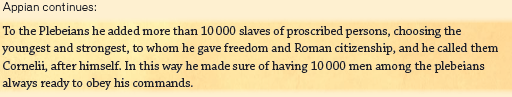 Appian continues:
To the Plebeians he added more than 10 000 slaves of proscribed persons, choosing the
youngest and strongest, to whom he gave freedom and Roman citizenship, and he called them
Cornelii, after himself. In this way he made sure of having 10 000 men among the plebeians
always ready to obey his commands.